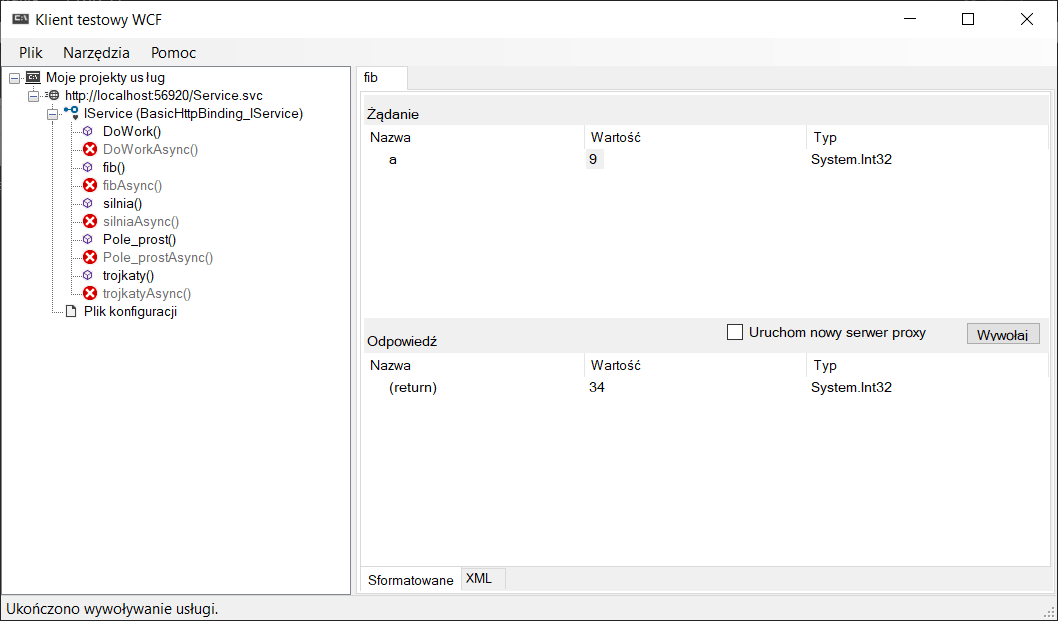 Klient testowy WCF
Plik Narzędzia Pomoc
Moje projekty usług
http://localhost:56920/Service.svc
IService (BasicHttpBinding_IService)
DoWork()
DoWorkAsync()
fib()
fibAsync()
silnia()
silniaAsync()
Pole_prost()
Pole_prostAsync()
trojkaty()
trojkatyAsync()
Plik konfiguracji
fib
Żądanie
Nazwa Wartość Typ
a 9 System.Int32
Odpowiedź
Uruchom nowy serwer proxy
Wywołaj
Nazwa Wartość Typ
(return) 34 System.Int32
Sformatowane XML
Ukończono wywoływanie usługi.